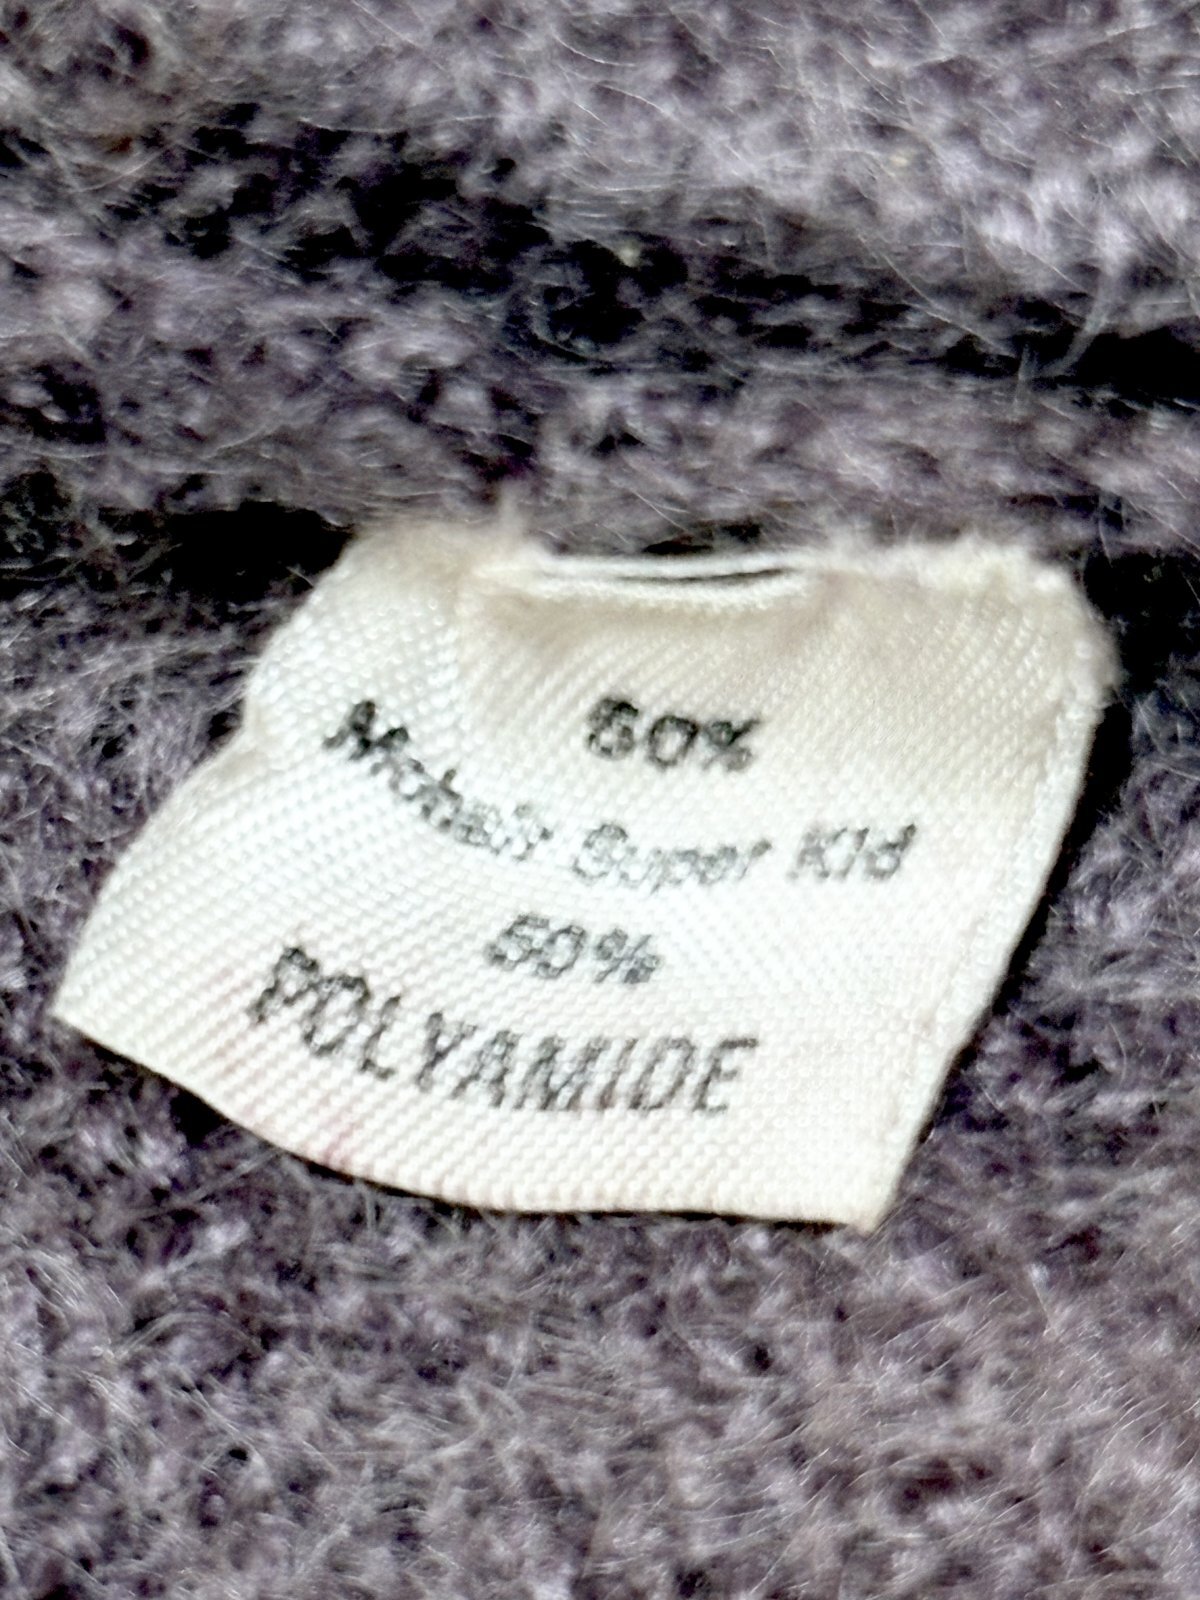 50%
Mohair Super Kid
50%
POLYAMIDE